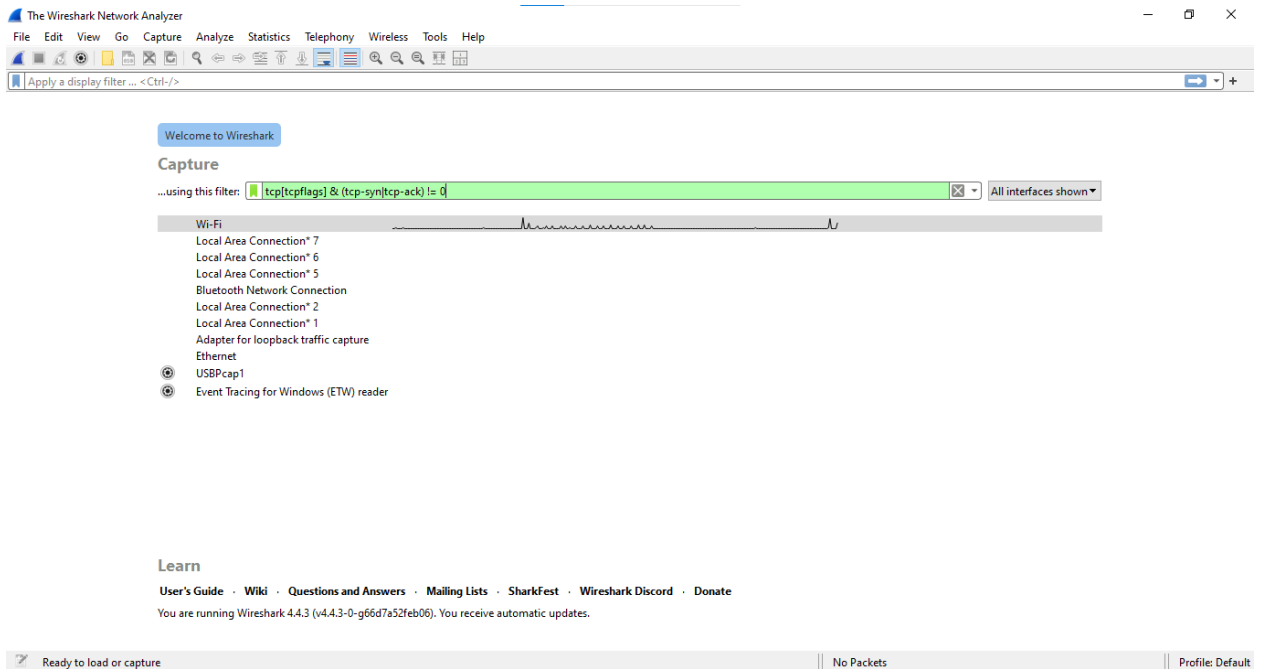 The Wireshark Network Analyzer
File Edit View Go Capture Analyze Statistics Telephony Wireless Tools Help
Apply a display filter ... <Ctrl-/>
Welcome to Wireshark
Capture
...using this filter: tcp[tcpflags] & (tcp-syn|tcp-ack) != 0 All interfaces shown
Wi-Fi
Local Area Connection* 7
Local Area Connection* 6
Local Area Connection* 5
Bluetooth Network Connection
Local Area Connection* 2
Local Area Connection* 1
Adapter for loopback traffic capture
Ethernet
USBPcap1
Event Tracing for Windows (ETW) reader
Learn
User's Guide · Wiki · Questions and Answers · Mailing Lists · SharkFest · Wireshark Discord · Donate
You are running Wireshark 4.4.3 (v4.4.3-0-g66d7a52feb06). You receive automatic updates.
Ready to load or capture No Packets Profile: Default